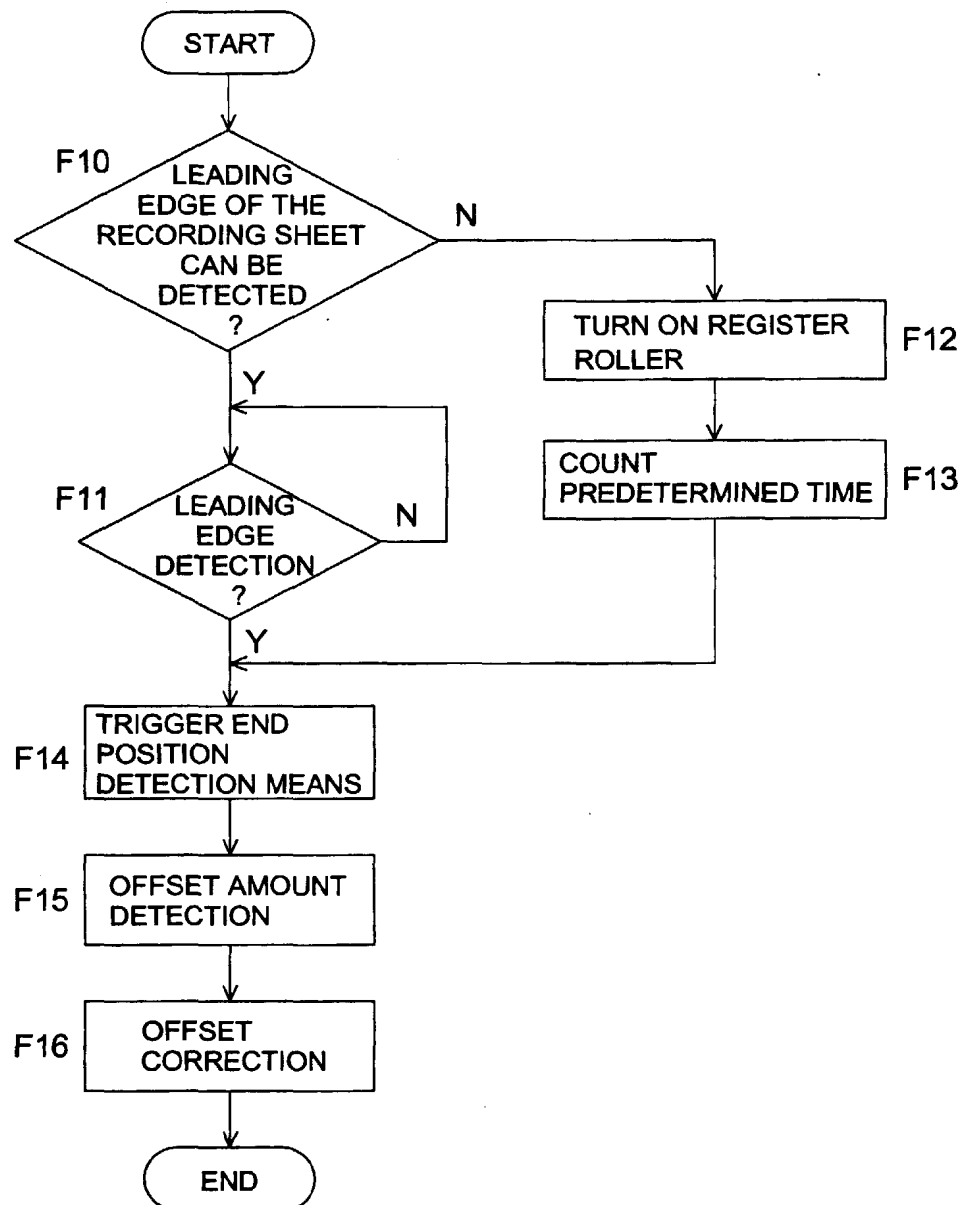 START
F10
LEADING
EDGE OF THE
RECORDING SHEET
CAN BE
DETECTED
?
N
Y
TURN ON REGISTER
ROLLER
F12
COUNT
PREDETERMINED TIME
F13
F11
LEADING
EDGE
DETECTION
?
N
Y
F14
TRIGGER END
POSITION
DETECTION MEANS
F15
OFFSET AMOUNT
DETECTION
F16
OFFSET
CORRECTION
END